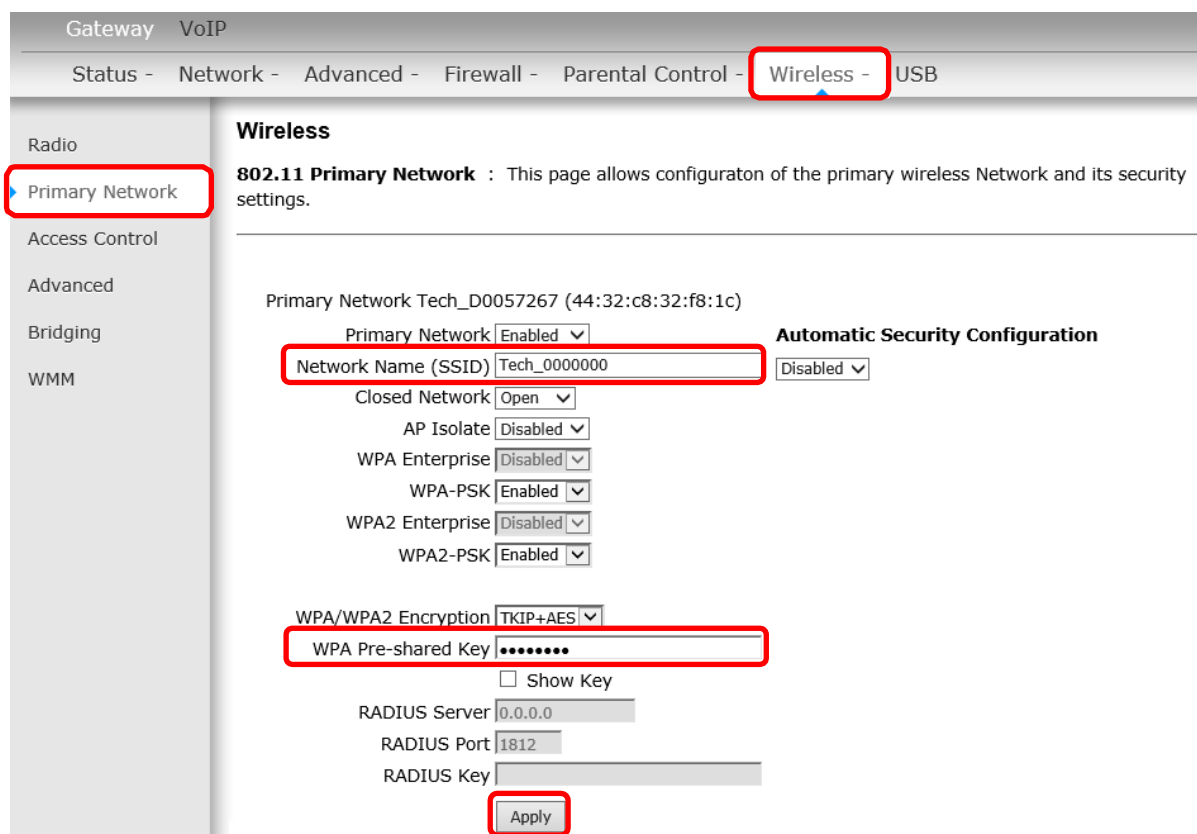 Gateway VoIP
Status - Network - Advanced - Firewall - Parental Control - Wireless - USB
Radio
Primary Network
Access Control
Advanced
Bridging
WMM
Wireless
802.11 Primary Network : This page allows configuraton of the primary wireless Network and its security
settings.
Primary Network Tech_D0057267 (44:32:c8:32:f8:1c)
Primary Network Enabled
Automatic Security Configuration
Network Name (SSID) Tech_0000000
Disabled
Closed Network Open
AP Isolate Disabled
WPA Enterprise Disabled
WPA-PSK Enabled
WPA2 Enterprise Disabled
WPA2-PSK Enabled
WPA/WPA2 Encryption TKIP+AES
WPA Pre-shared Key ••••••••
Show Key
RADIUS Server 0.0.0.0
RADIUS Port 1812
RADIUS Key
Apply